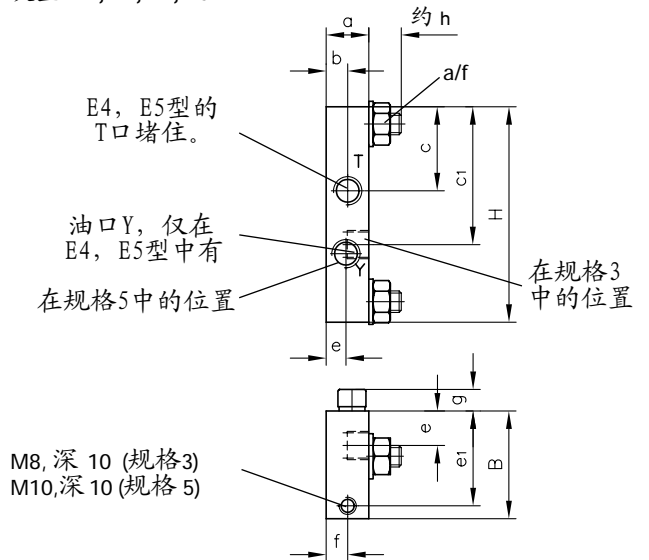 a
约 h
b
a/f
E4, E5型的
T口堵住。
T
c
c1
H
油口Y, 仅在
E4, E5型中有
Y
在规格5中的位置
在规格3
中的位置
e
g
e
e1
B
M8, 深 10 (规格3)
M10,深 10 (规格 5)
f